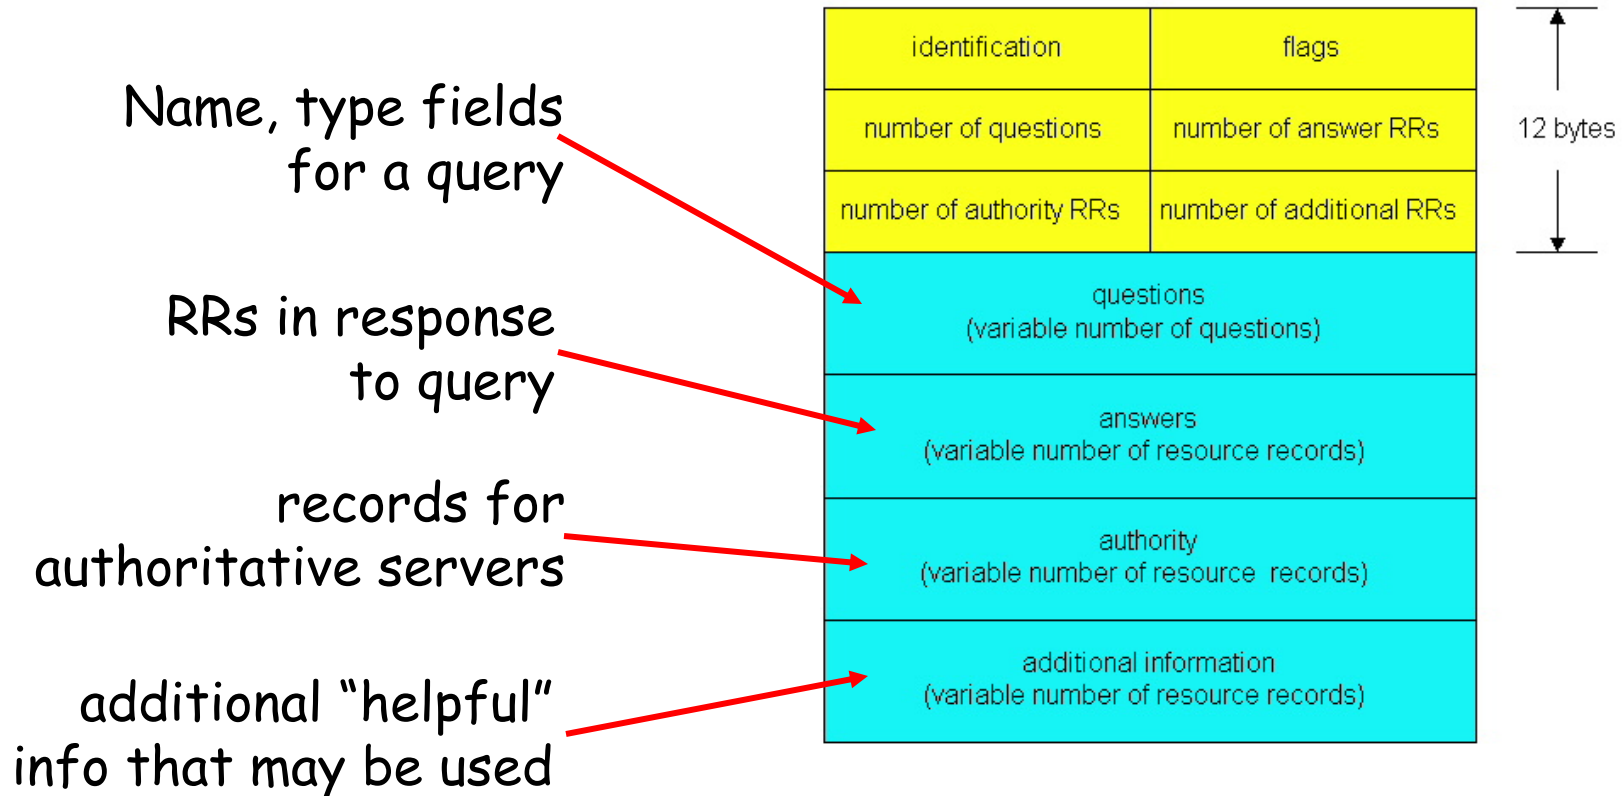 Name, type fields
for a query
RRs in response
to query
records for
authoritative servers
additional “helpful”
info that may be used
identification
flags
number of questions
number of answer RRs
number of authority RRs
number of additional RRs
12 bytes
questions
(variable number of questions)
answers
(variable number of resource records)
authority
(variable number of resource records)
additional information
(variable number of resource records)